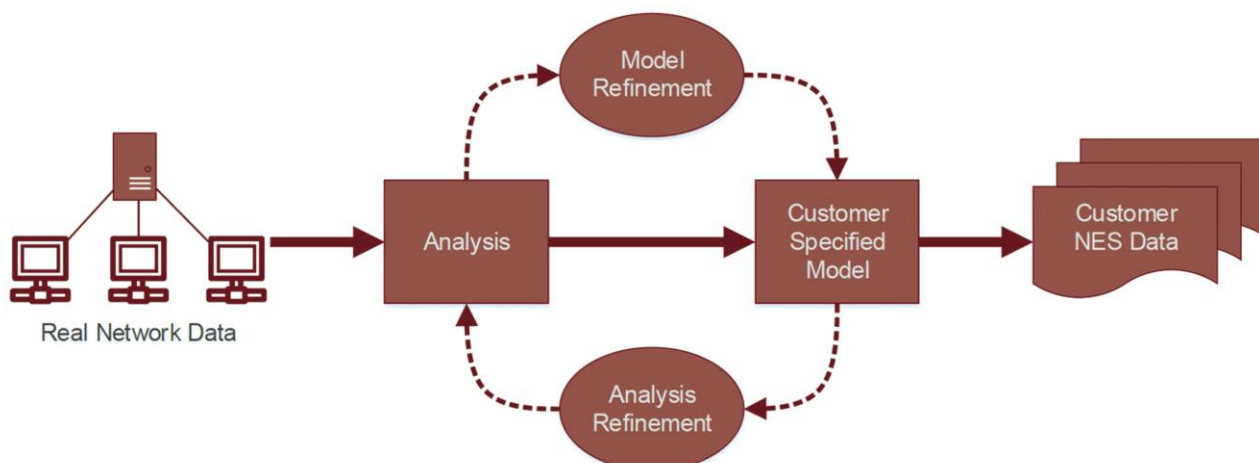 Model
Refinement
Analysis
Customer
Specified
Model
Customer
NES Data
Real Network Data
Analysis
Refinement